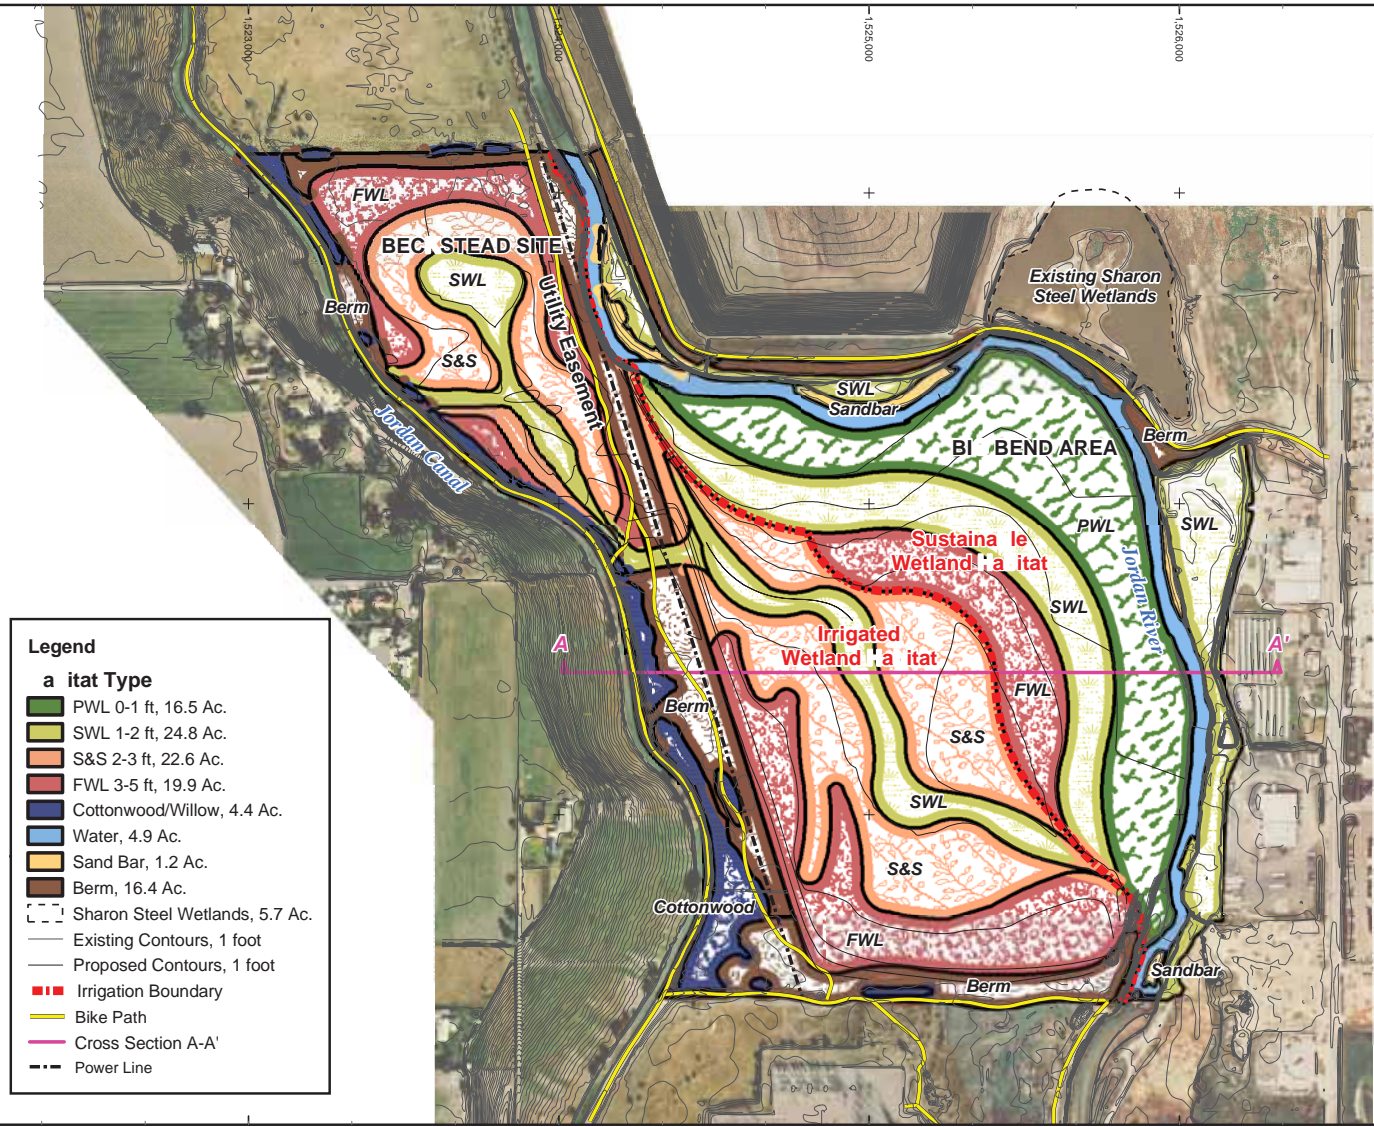 1,523,000
1,524,000
1,525,000
1,526,000
FWL
BEC STEAD SITE
SWL
Berm
S&S
Utility Easement
Jordan Canal
Existing Sharon
Steel Wetlands
SWL
Sandbar
Berm
BI BEND AREA
PWL
SWL
Jordan River
Sustaina le
Wetland Ha itat
SWL
Irrigated
Wetland Ha itat
A
A'
FWL
Berm
S&S
SWL
S&S
Cottonwood
FWL
Berm
Sandbar
Legend
a itat Type
PWL 0-1 ft, 16.5 Ac.
SWL 1-2 ft, 24.8 Ac.
S&S 2-3 ft, 22.6 Ac.
FWL 3-5 ft, 19.9 Ac.
Cottonwood/Willow, 4.4 Ac.
Water, 4.9 Ac.
Sand Bar, 1.2 Ac.
Berm, 16.4 Ac.
Sharon Steel Wetlands, 5.7 Ac.
Existing Contours, 1 foot
Proposed Contours, 1 foot
Irrigation Boundary
Bike Path
Cross Section A-A'
Power Line